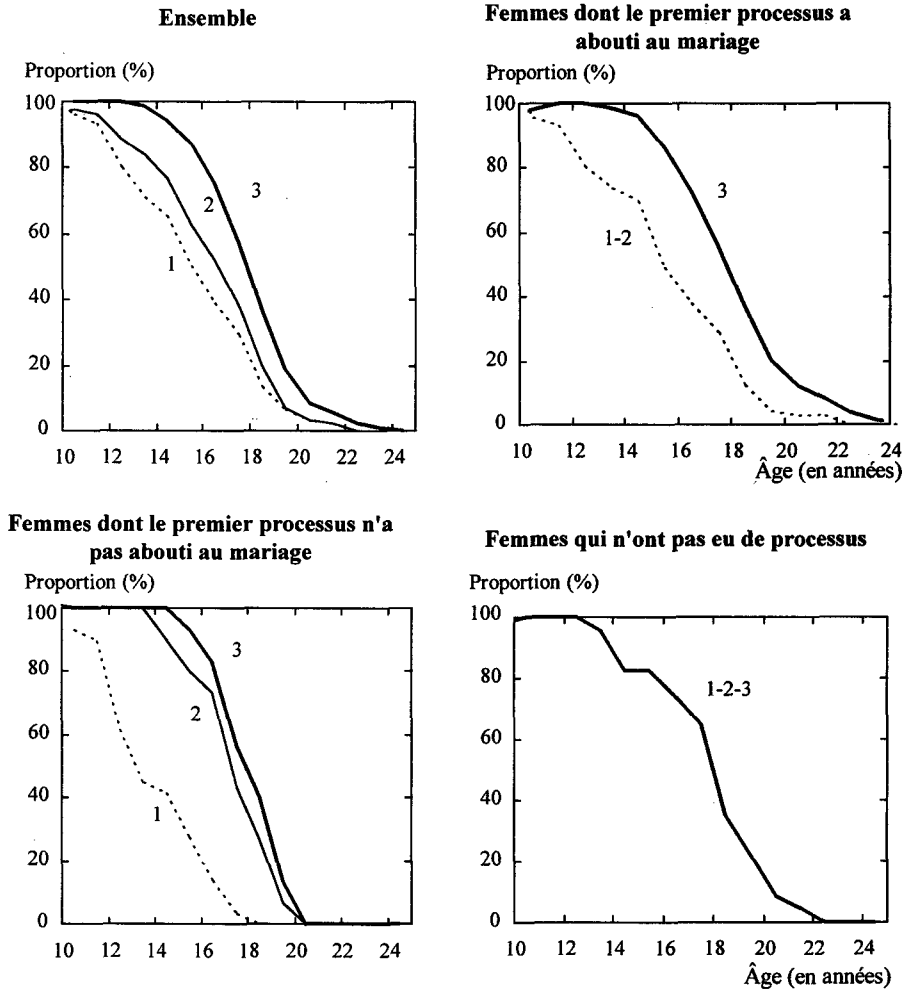 Ensemble
Proportion (%)
100
80
60
40
20
0
3
2
1
10 12 14 16 18 20 22 24
Femmes dont le premier processus a
abouti au mariage
Proportion (%)
100
80
60
40
20
0
3
1-2
10 12 14 16 18 20 22 24
Âge (en années)
Femmes dont le premier processus n'a
pas abouti au mariage
Proportion (%)
100
80
60
40
20
0
3
2
1
10 12 14 16 18 20 22 24
Femmes qui n'ont pas eu de processus
Proportion (%)
100
80
60
40
20
0
1-2-3
10 12 14 16 18 20 22 24
Âge (en années)